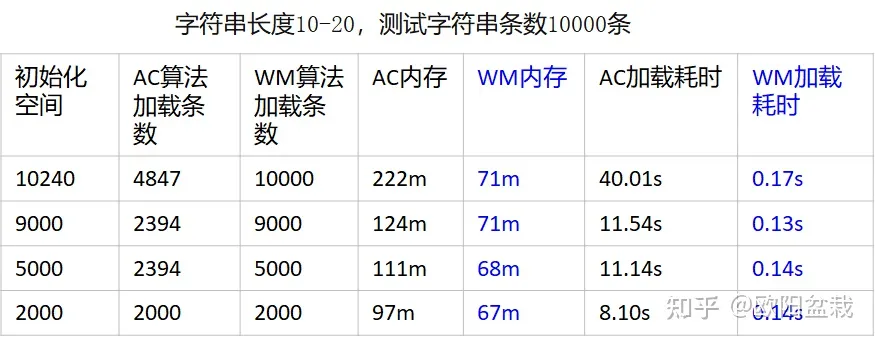 字符串长度10-20，测试字符串条数10000条
初始化空间 AC算法加载条数 WM算法加载条数 AC内存 WM内存 AC加载耗时 WM加载耗时
10240 4847 10000 222m 71m 40.01s 0.17s
9000 2394 9000 124m 71m 11.54s 0.13s
5000 2394 5000 111m 68m 11.14s 0.14s
2000 2000 2000 97m 67m 8.10s 0.14s
知乎 @欧阳盆栽